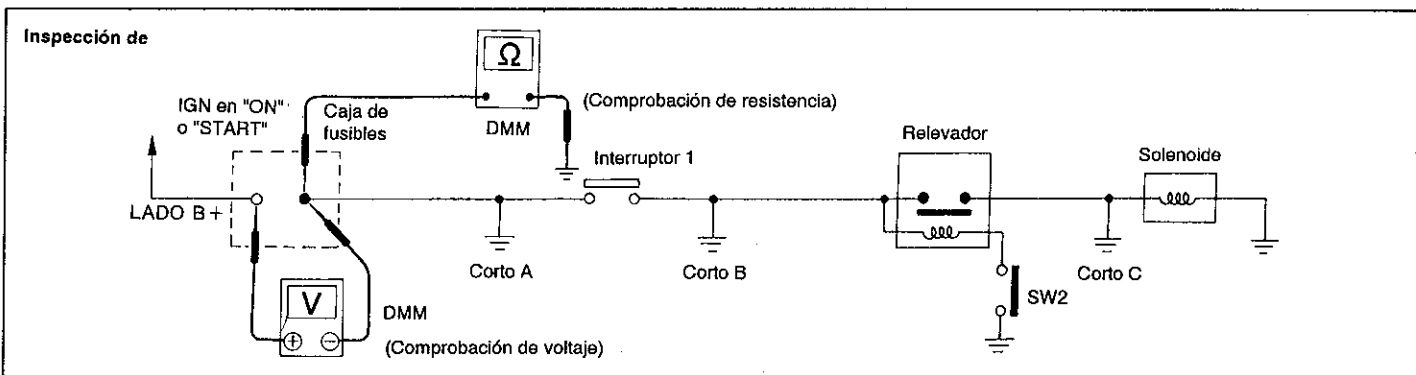 Inspección de
Ω
IGN en "ON"
o "START"
Caja de
fusibles
DMM
(Comprobación de resistencia)
Interruptor 1
Relevador
Solenoide
LADO B +
Corto A
Corto B
Corto C
SW2
V
+ −
DMM
(Comprobación de voltaje)